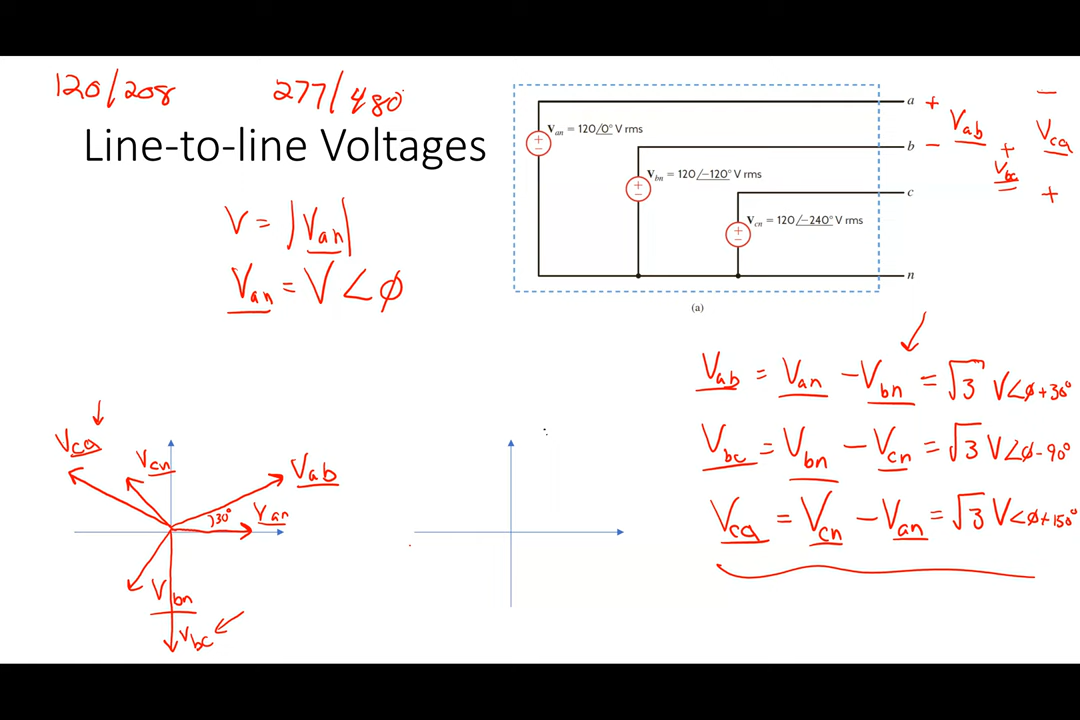 120/208 277/480
Line-to-line Voltages
V = |Van|
Van = V∠ϕ
Van = 120/0° V rms
Vbn = 120/−120° V rms
Vcn = 120/−240° V rms
a + −
Vab Vca
b − +
Vbc
c +
n
(a)
Vab = Van − Vbn = √3 V∠ϕ+30°
Vbc = Vbn − Vcn = √3 V∠ϕ−90°
Vca = Vcn − Van = √3 V∠ϕ+150°
Vca
Vcn
Vab
30°
Van
Vbn
Vbc